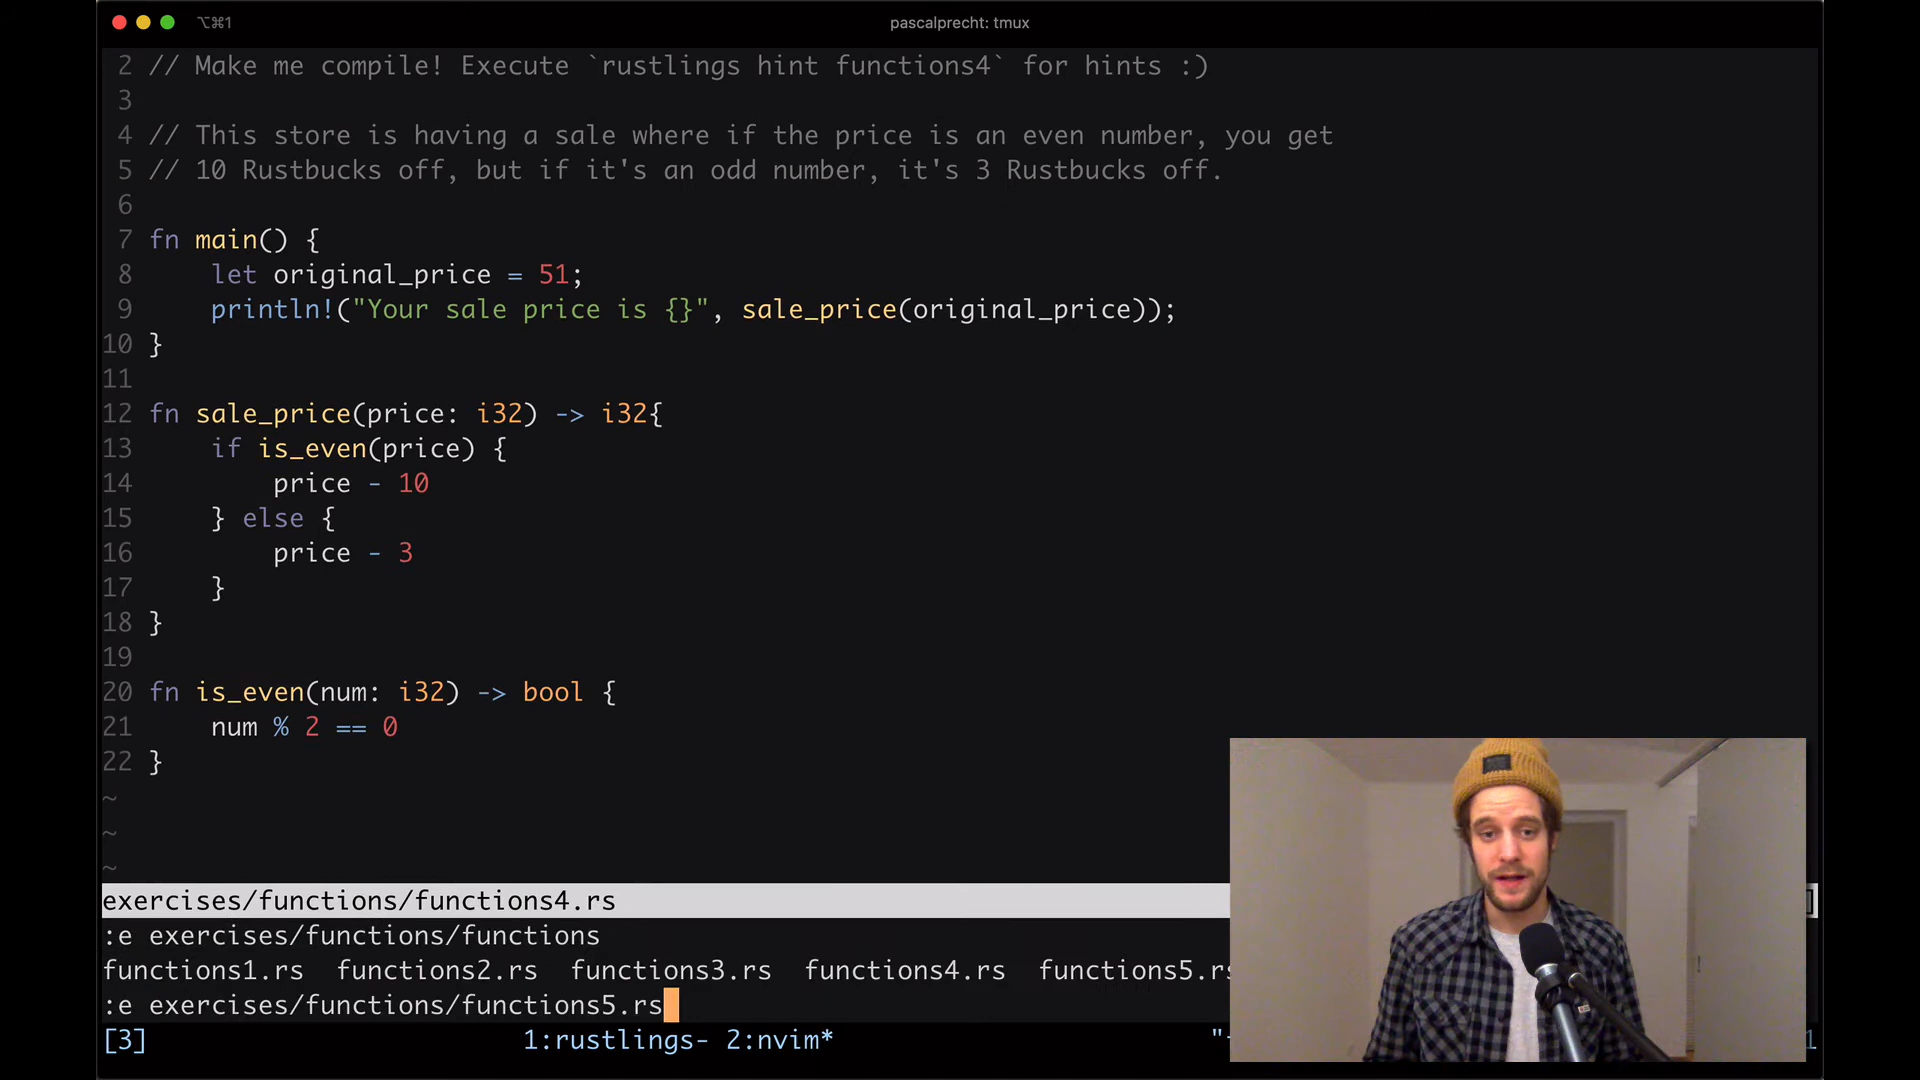 ⌥⌘1
pascalprecht: tmux
2 // Make me compile! Execute `rustlings hint functions4` for hints :)
3
4 // This store is having a sale where if the price is an even number, you get
5 // 10 Rustbucks off, but if it's an odd number, it's 3 Rustbucks off.
6
7 fn main() {
8     let original_price = 51;
9     println!("Your sale price is {}", sale_price(original_price));
10 }
11
12 fn sale_price(price: i32) -> i32{
13     if is_even(price) {
14         price - 10
15     } else {
16         price - 3
17     }
18 }
19
20 fn is_even(num: i32) -> bool {
21     num % 2 == 0
22 }
~
~
~
exercises/functions/functions4.rs
:e exercises/functions/functions
functions1.rs  functions2.rs  functions3.rs  functions4.rs  functions5.rs
:e exercises/functions/functions5.rs
[3] 1:rustlings- 2:nvim*